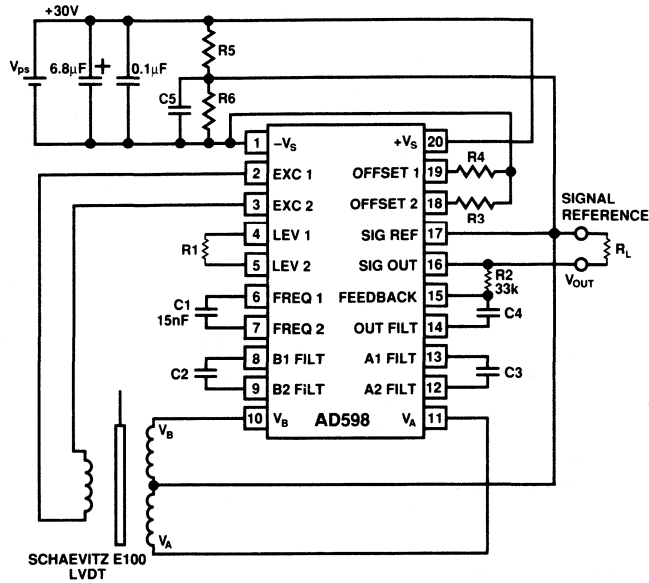 +30V
Vps
6.8μF
+
0.1μF
R5
C5
R6
1 –VS
+VS 20
2 EXC 1
OFFSET 1 19
R4
3 EXC 2
OFFSET 2 18
R3
SIGNAL
REFERENCE
4 LEV 1
SIG REF 17
R1
RL
5 LEV 2
SIG OUT 16
VOUT
R2
33k
6 FREQ 1
FEEDBACK 15
C1
15nF
C4
7 FREQ 2
OUT FILT 14
8 B1 FILT
A1 FILT 13
C2
C3
9 B2 FiLT
A2 FILT 12
10 VB
AD598
VA 11
VB
VA
SCHAEVITZ E100
LVDT